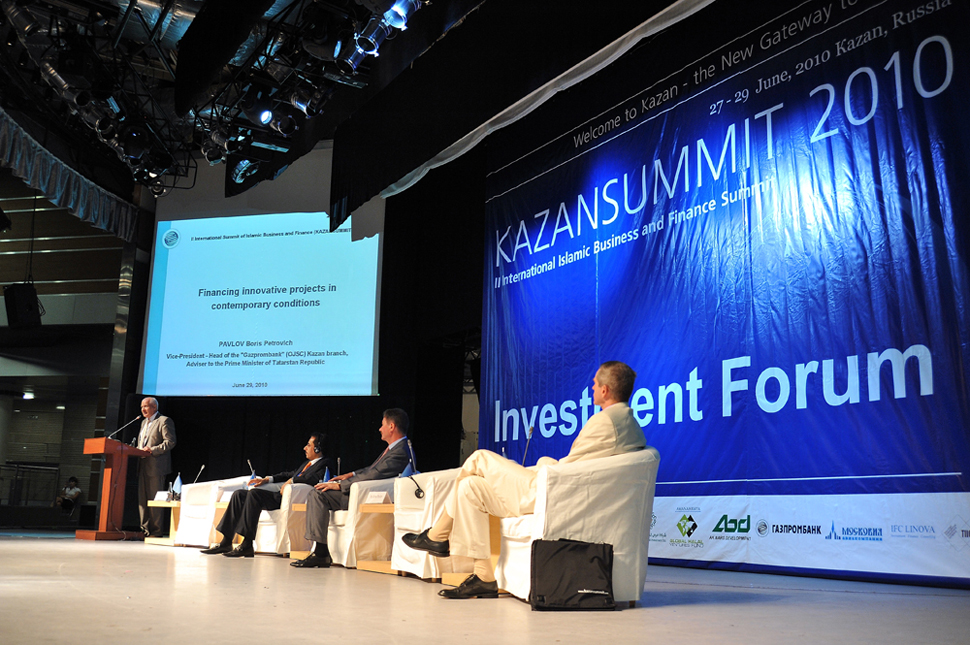 II International Summit of Islamic Business and Finance (KAZANSUMMIT
Financing innovative projects in
contemporary conditions
PAVLOV Boris Petrovich
Vice-President - Head of the "Gazprombank" (OJSC) Kazan branch,
Adviser to the Prime Minister of Tatarstan Republic
June 29, 2010
Welcome to Kazan - the New Gateway to
27 - 29 June, 2010 Kazan, Russia
KAZANSUMMIT 2010
II International Islamic Business and Finance Summit
Investment Forum
GLOBAL HALAL
ГАЗПРОМБАНК
МОСКОВИЯ
IFC LINOVA